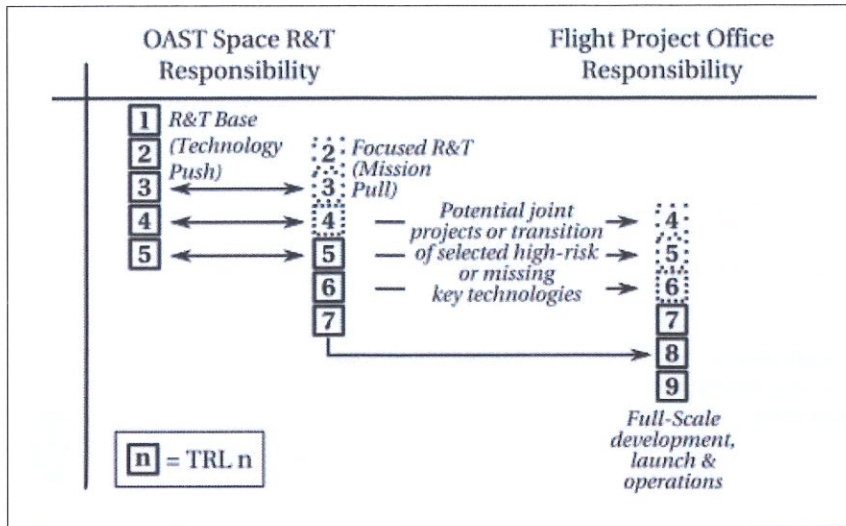 OAST Space R&T
Responsibility
Flight Project Office
Responsibility
1
2
3
4
5
R&T Base
(Technology
Push)
2
3
4
5
6
7
Focused R&T
(Mission
Pull)
Potential joint
projects or transition
of selected high-risk
or missing
key technologies
4
5
6
7
8
9
Full-Scale
development,
launch &
operations
n = TRL n